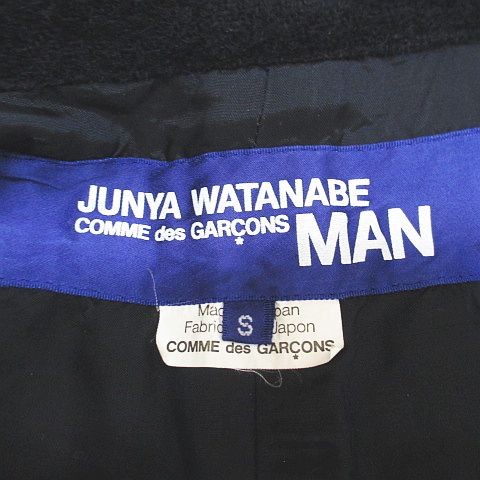 JUNYA WATANABE
COMME des GARÇONS MAN
S
Japon
COMME des GARÇONS